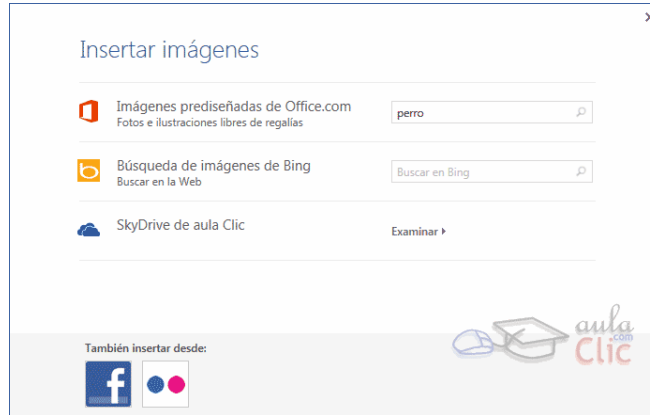 Insertar imágenes
Imágenes prediseñadas de Office.com
Fotos e ilustraciones libres de regalías
perro
Búsqueda de imágenes de Bing
Buscar en la Web
Buscar en Bing
SkyDrive de aula Clic
Examinar
También insertar desde:
aula
.com
Clic